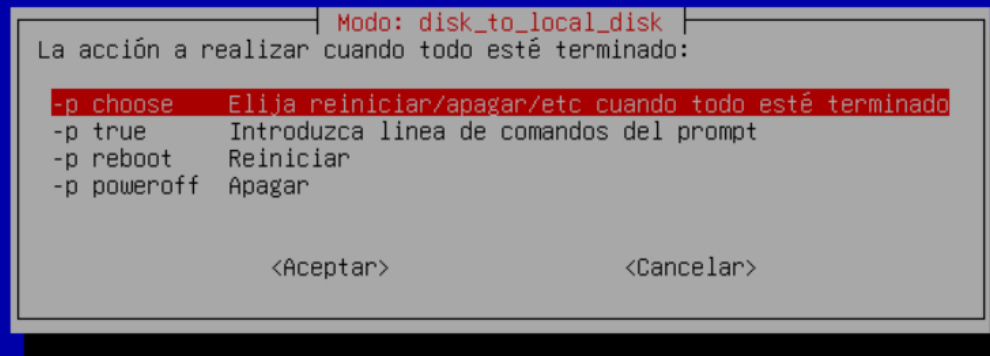 Modo: disk_to_local_disk
La acción a realizar cuando todo esté terminado:
-p choose Elija reiniciar/apagar/etc cuando todo esté terminado
-p true Introduzca linea de comandos del prompt
-p reboot Reiniciar
-p poweroff Apagar
<Aceptar> <Cancelar>